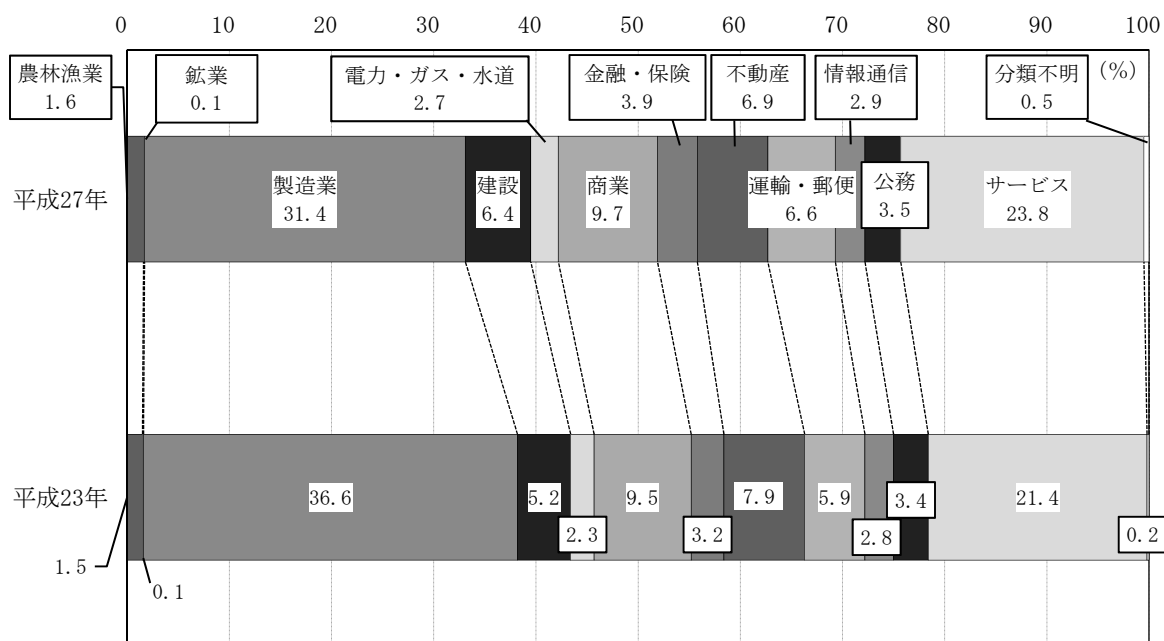 0 10 20 30 40 50 60 70 80 90 100
(%)
農林漁業
1.6
鉱業
0.1
電力・ガス・水道
2.7
金融・保険
3.9
不動産
6.9
情報通信
2.9
分類不明
0.5
平成27年
製造業
31.4
建設
6.4
商業
9.7
運輸・郵便
6.6
公務
3.5
サービス
23.8
平成23年
1.5
0.1
36.6
5.2
2.3
9.5
3.2
7.9
5.9
2.8
3.4
21.4
0.2